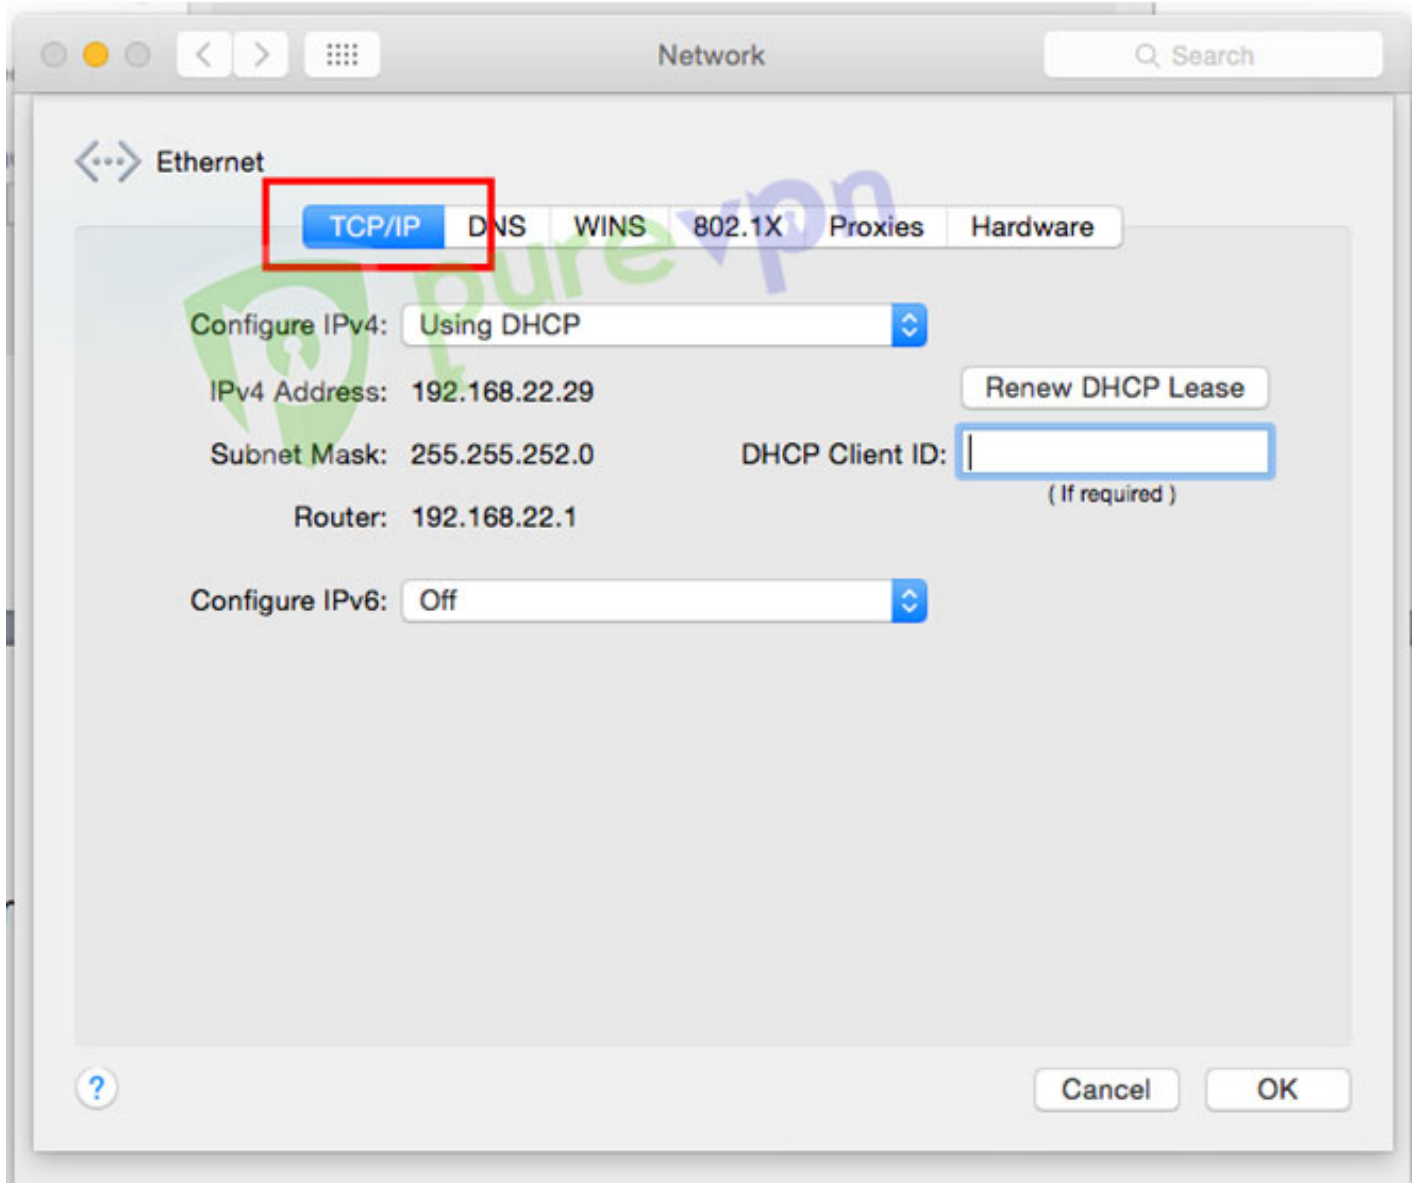 Network
Search
Ethernet
TCP/IP DNS WINS 802.1X Proxies Hardware
purevpn
Configure IPv4: Using DHCP
IPv4 Address: 192.168.22.29 Renew DHCP Lease
Subnet Mask: 255.255.252.0 DHCP Client ID:
( If required )
Router: 192.168.22.1
Configure IPv6: Off
?
Cancel OK